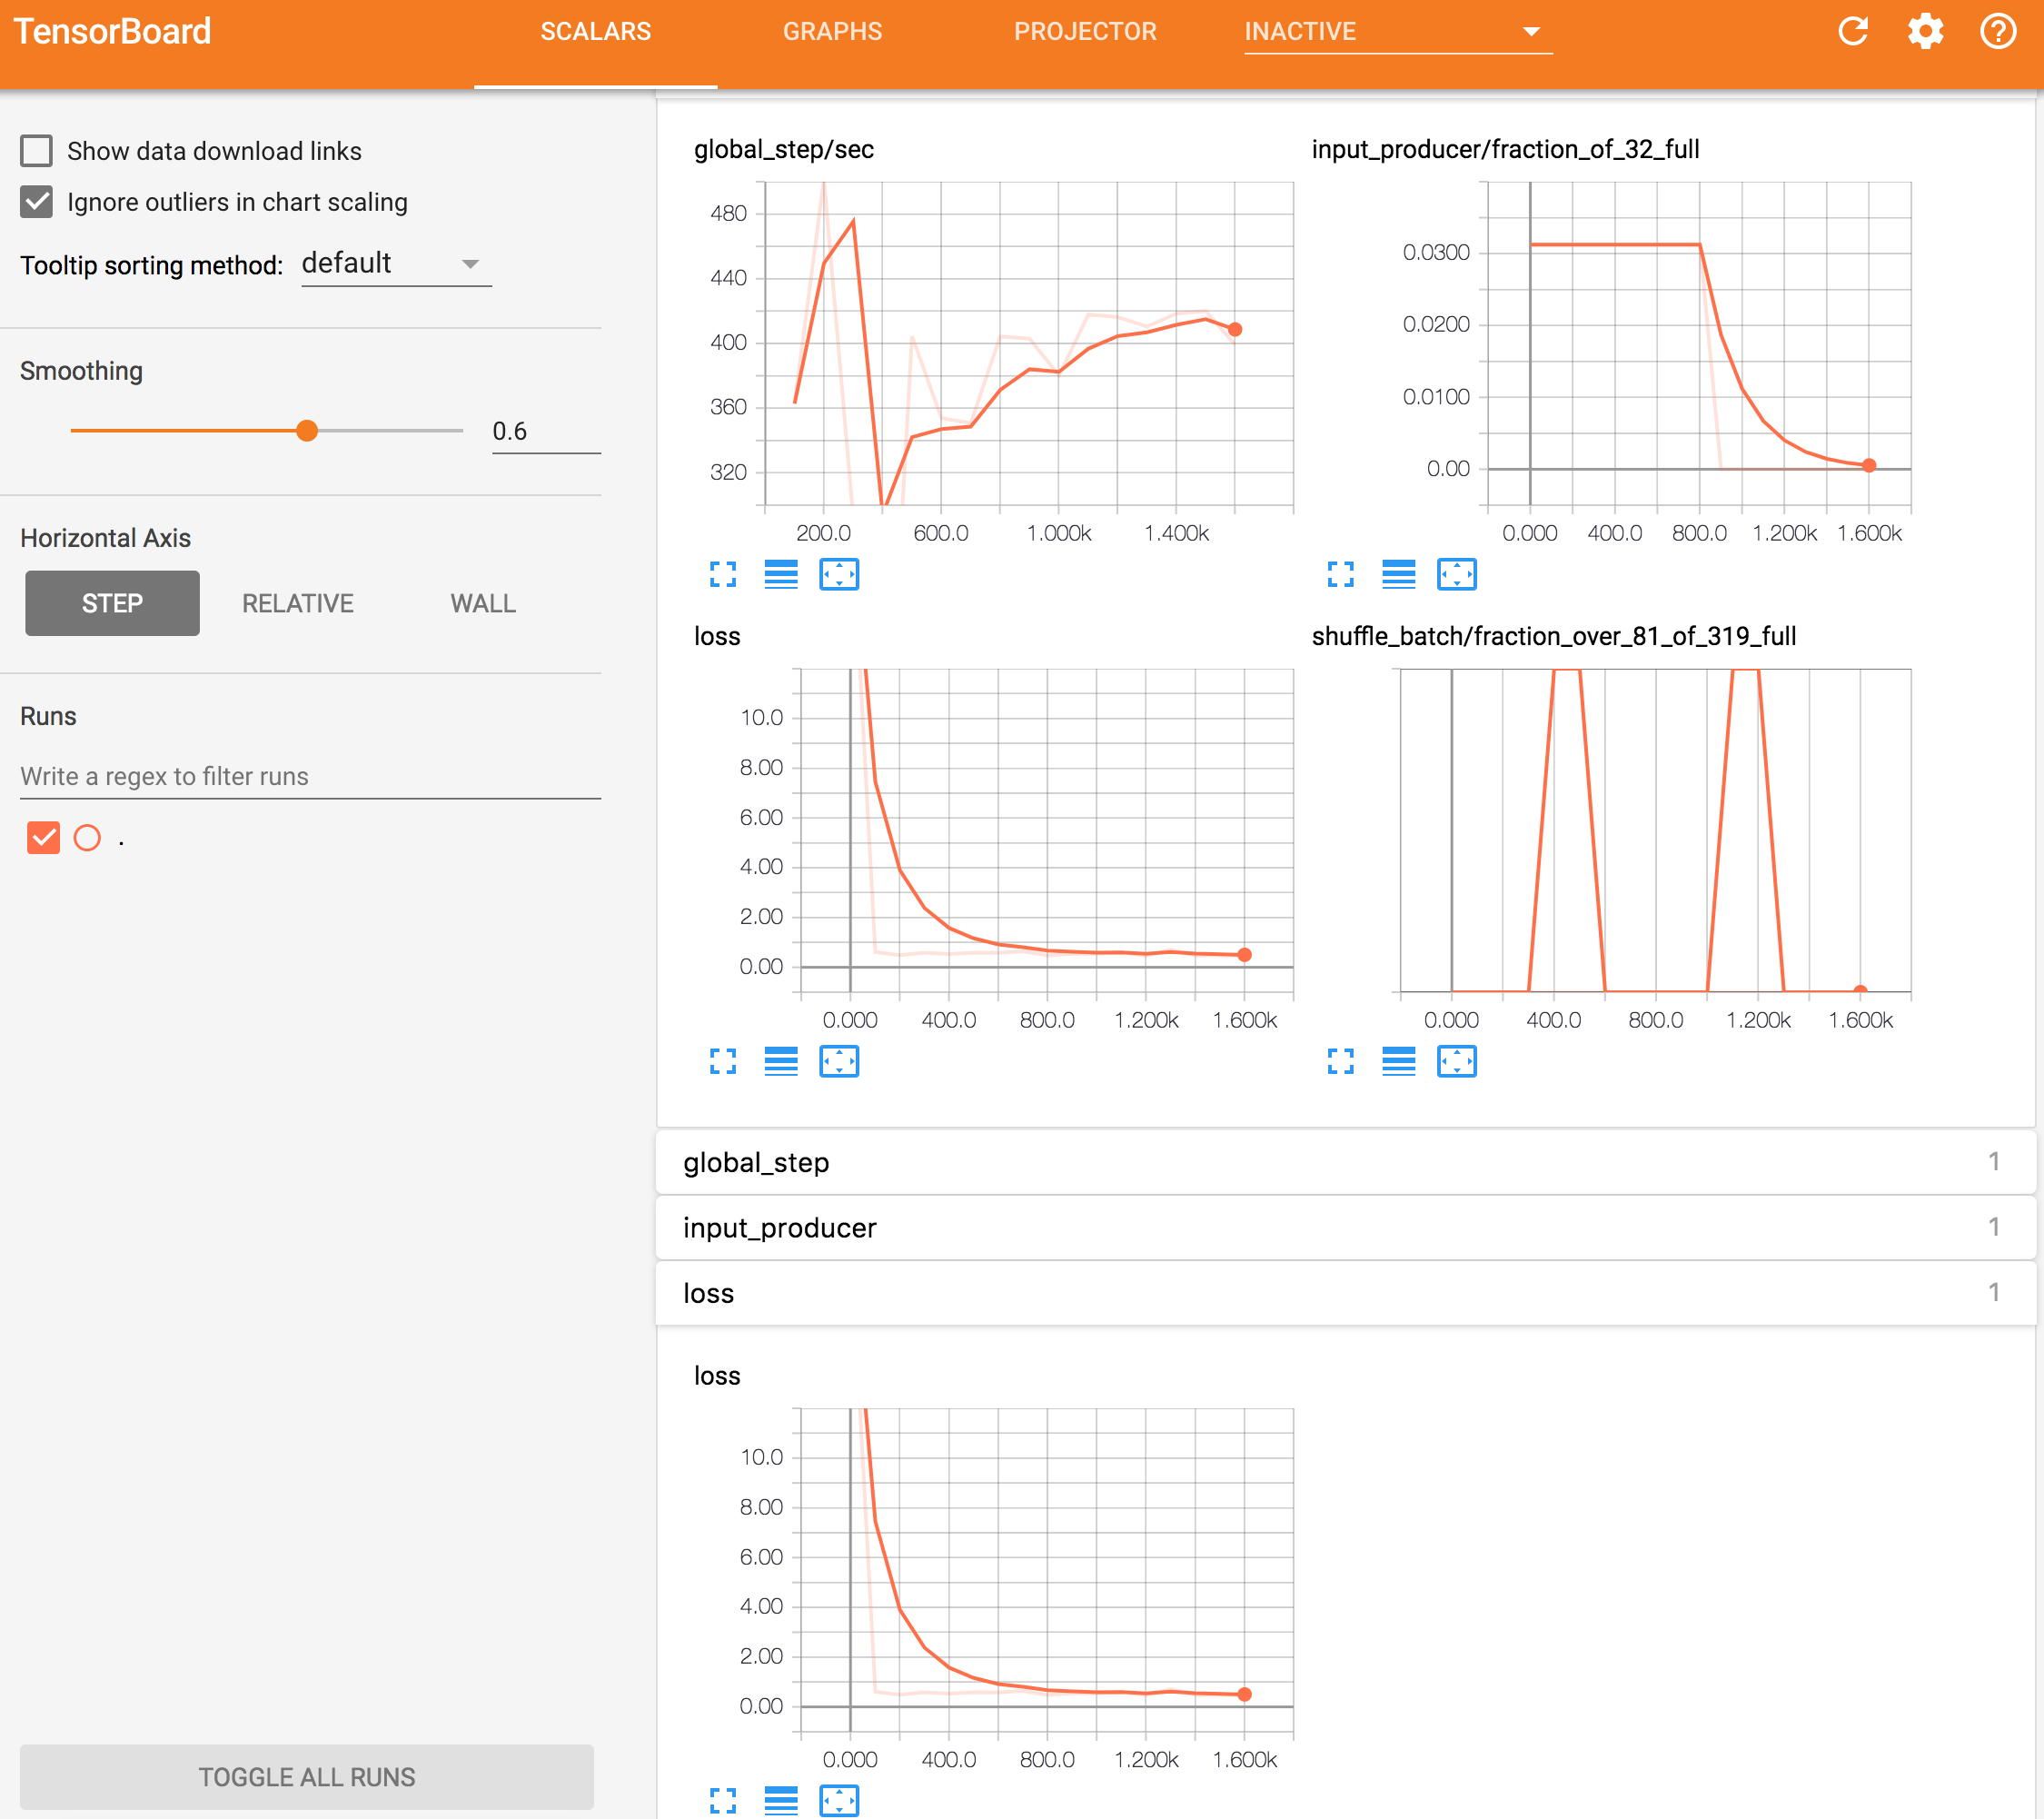 TensorBoard SCALARS GRAPHS PROJECTOR INACTIVE
Show data download links
Ignore outliers in chart scaling
Tooltip sorting method: default
Smoothing
0.6
Horizontal Axis
STEP RELATIVE WALL
Runs
Write a regex to filter runs
.
TOGGLE ALL RUNS
global_step/sec
480
440
400
360
320
200.0 600.0 1.000k 1.400k
input_producer/fraction_of_32_full
0.0300
0.0200
0.0100
0.00
0.000 400.0 800.0 1.200k 1.600k
loss
10.0
8.00
6.00
4.00
2.00
0.00
0.000 400.0 800.0 1.200k 1.600k
shuffle_batch/fraction_over_81_of_319_full
0.000 400.0 800.0 1.200k 1.600k
global_step 1
input_producer 1
loss 1
loss
10.0
8.00
6.00
4.00
2.00
0.00
0.000 400.0 800.0 1.200k 1.600k